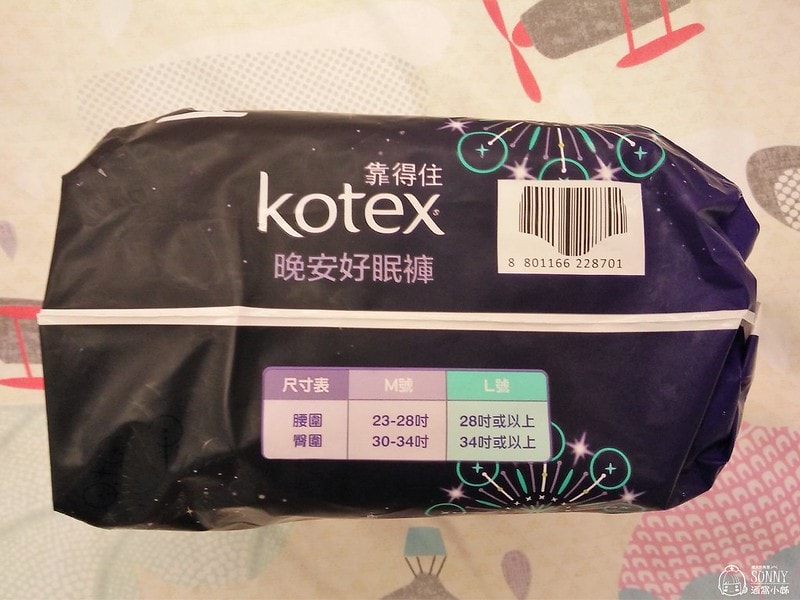 靠得住
kotex
晚安好眠褲
8 801166 228701
尺寸表 M號 L號
腰圍 23-28吋 28吋或以上
臀圍 30-34吋 34吋或以上
SONNY